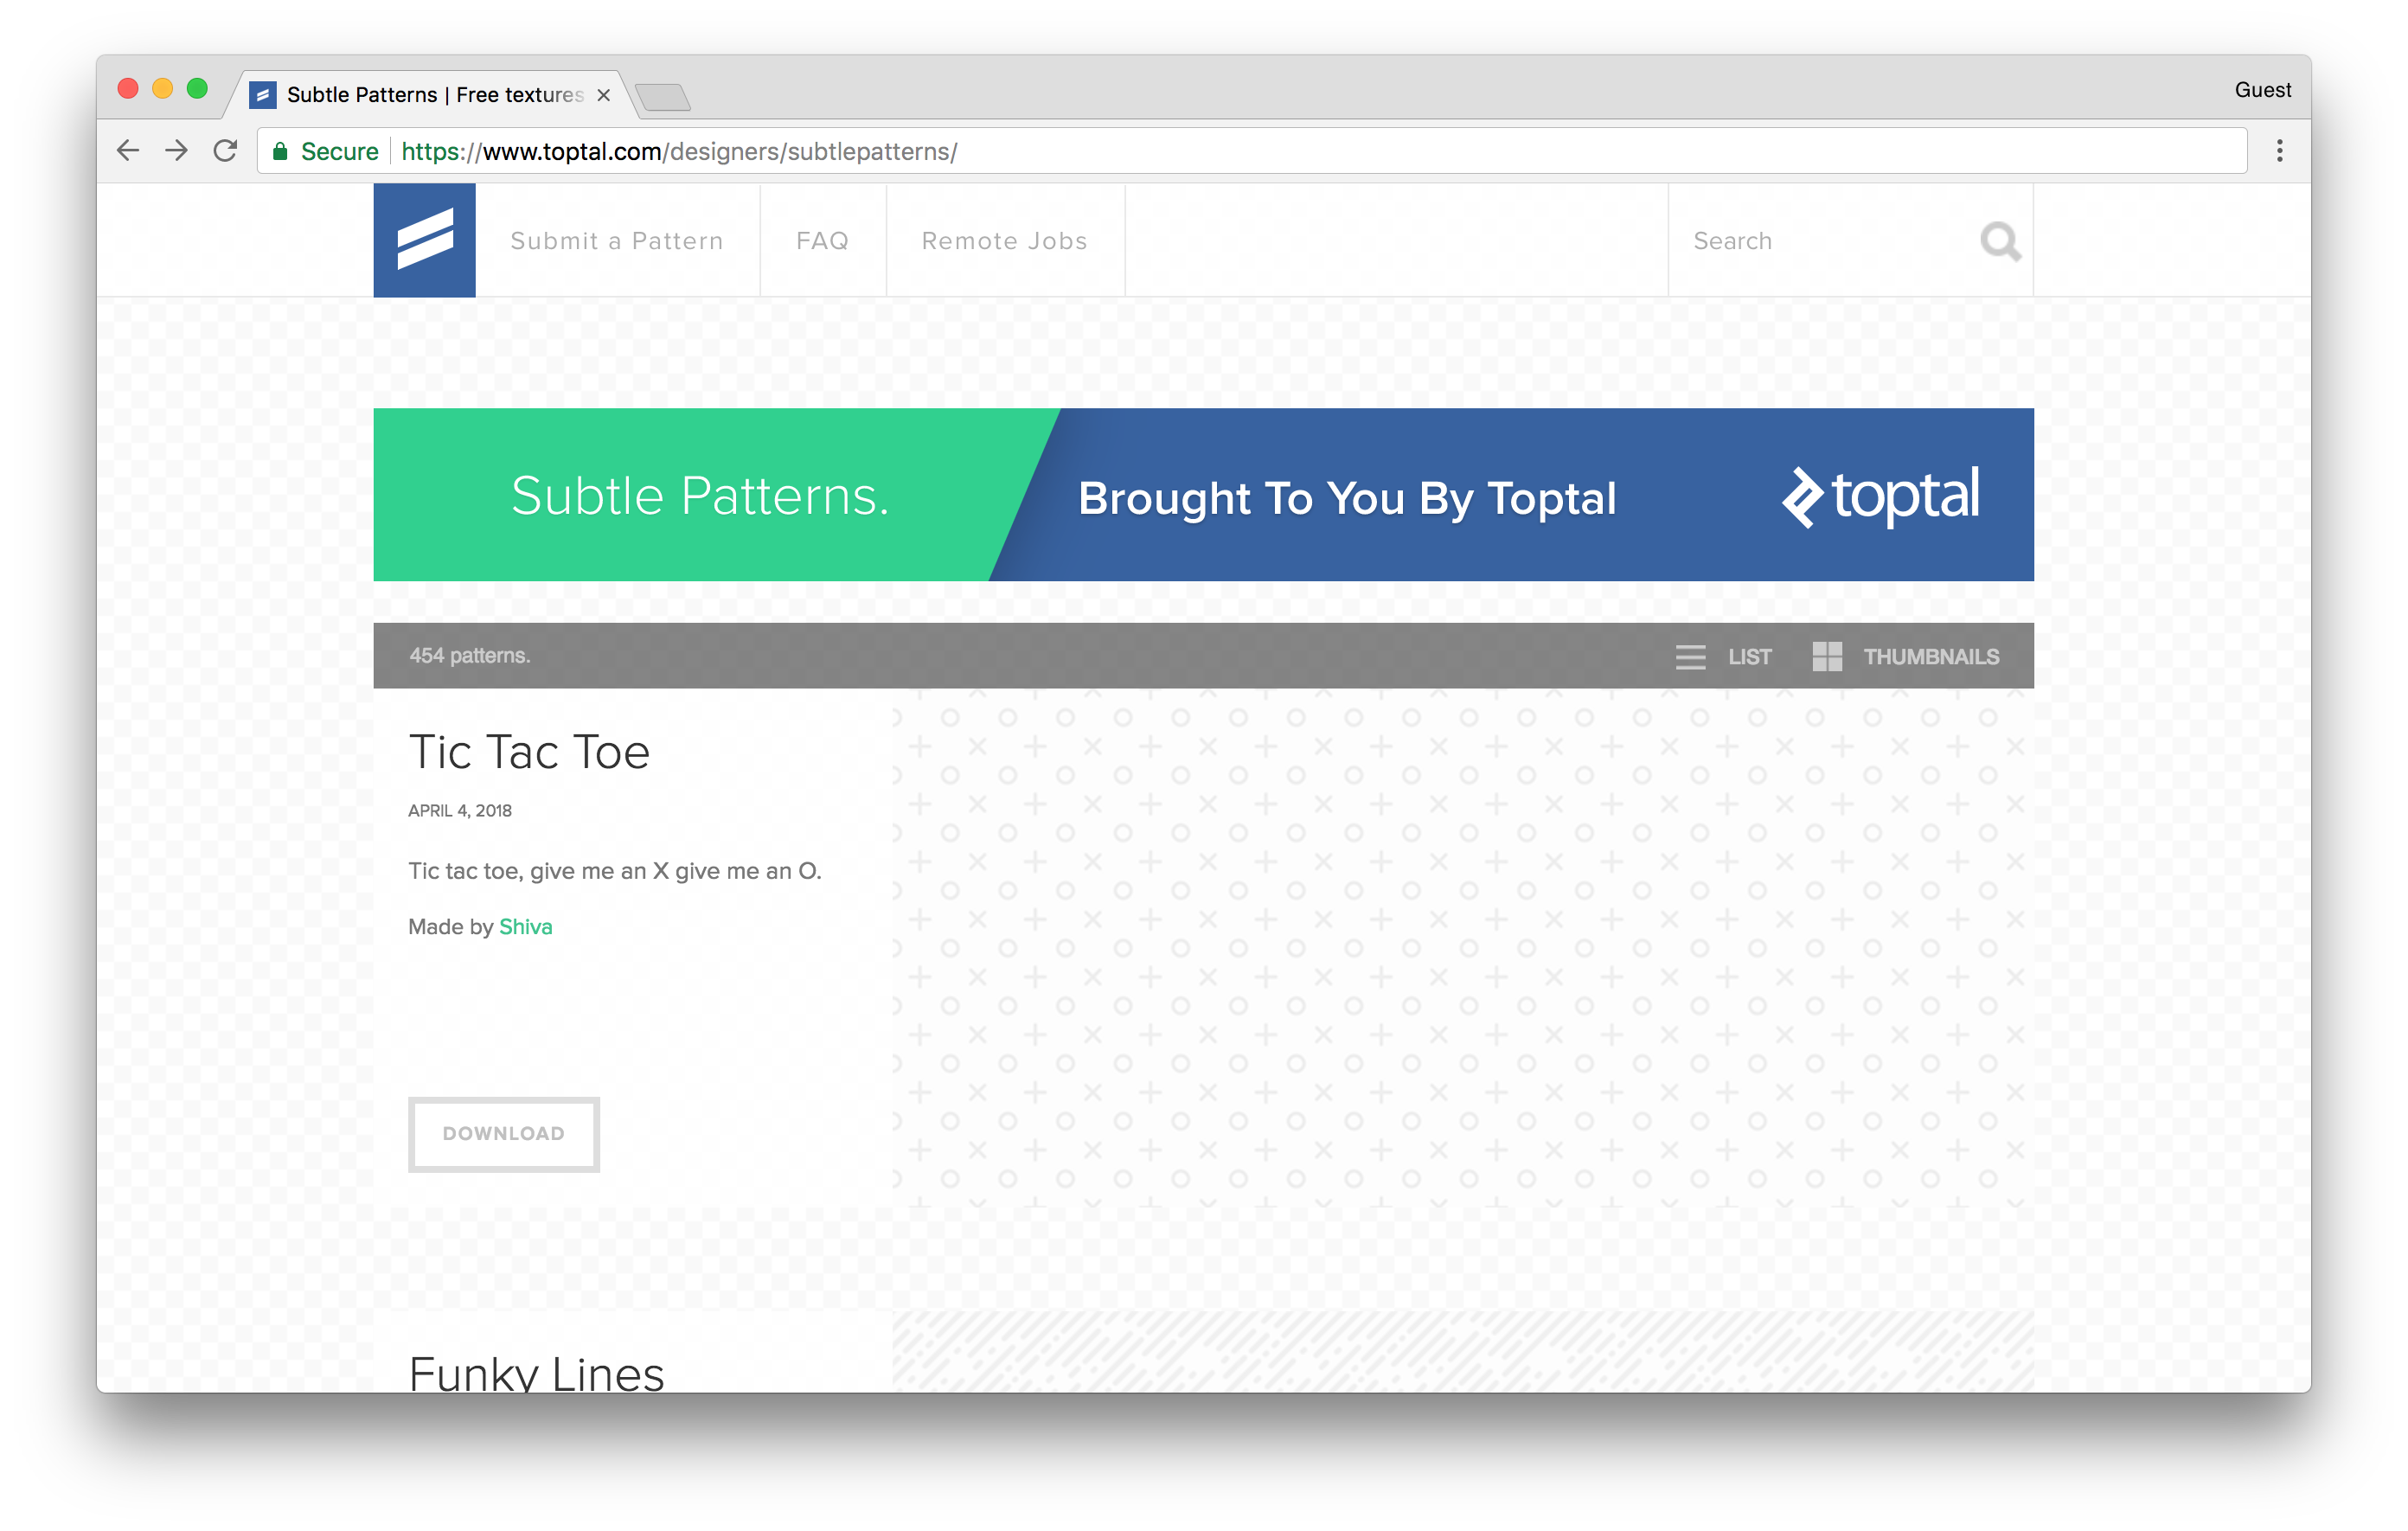 Subtle Patterns | Free textures
Guest
Secure
https://www.toptal.com/designers/subtlepatterns/
Submit a Pattern
FAQ
Remote Jobs
Search
Subtle Patterns.
Brought To You By Toptal
toptal
454 patterns.
LIST
THUMBNAILS
Tic Tac Toe
APRIL 4, 2018
Tic tac toe, give me an X give me an O.
Made by Shiva
DOWNLOAD
Funky Lines